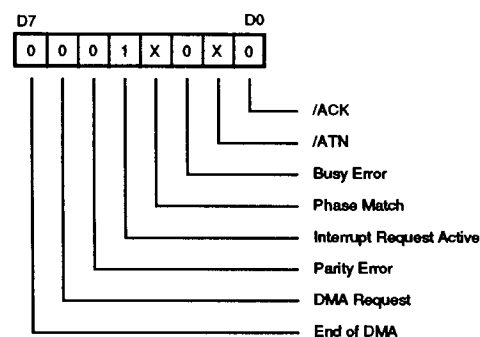 D7 D0
0 0 0 1 X 0 X 0
/ACK
/ATN
Busy Error
Phase Match
Interrupt Request Active
Parity Error
DMA Request
End of DMA